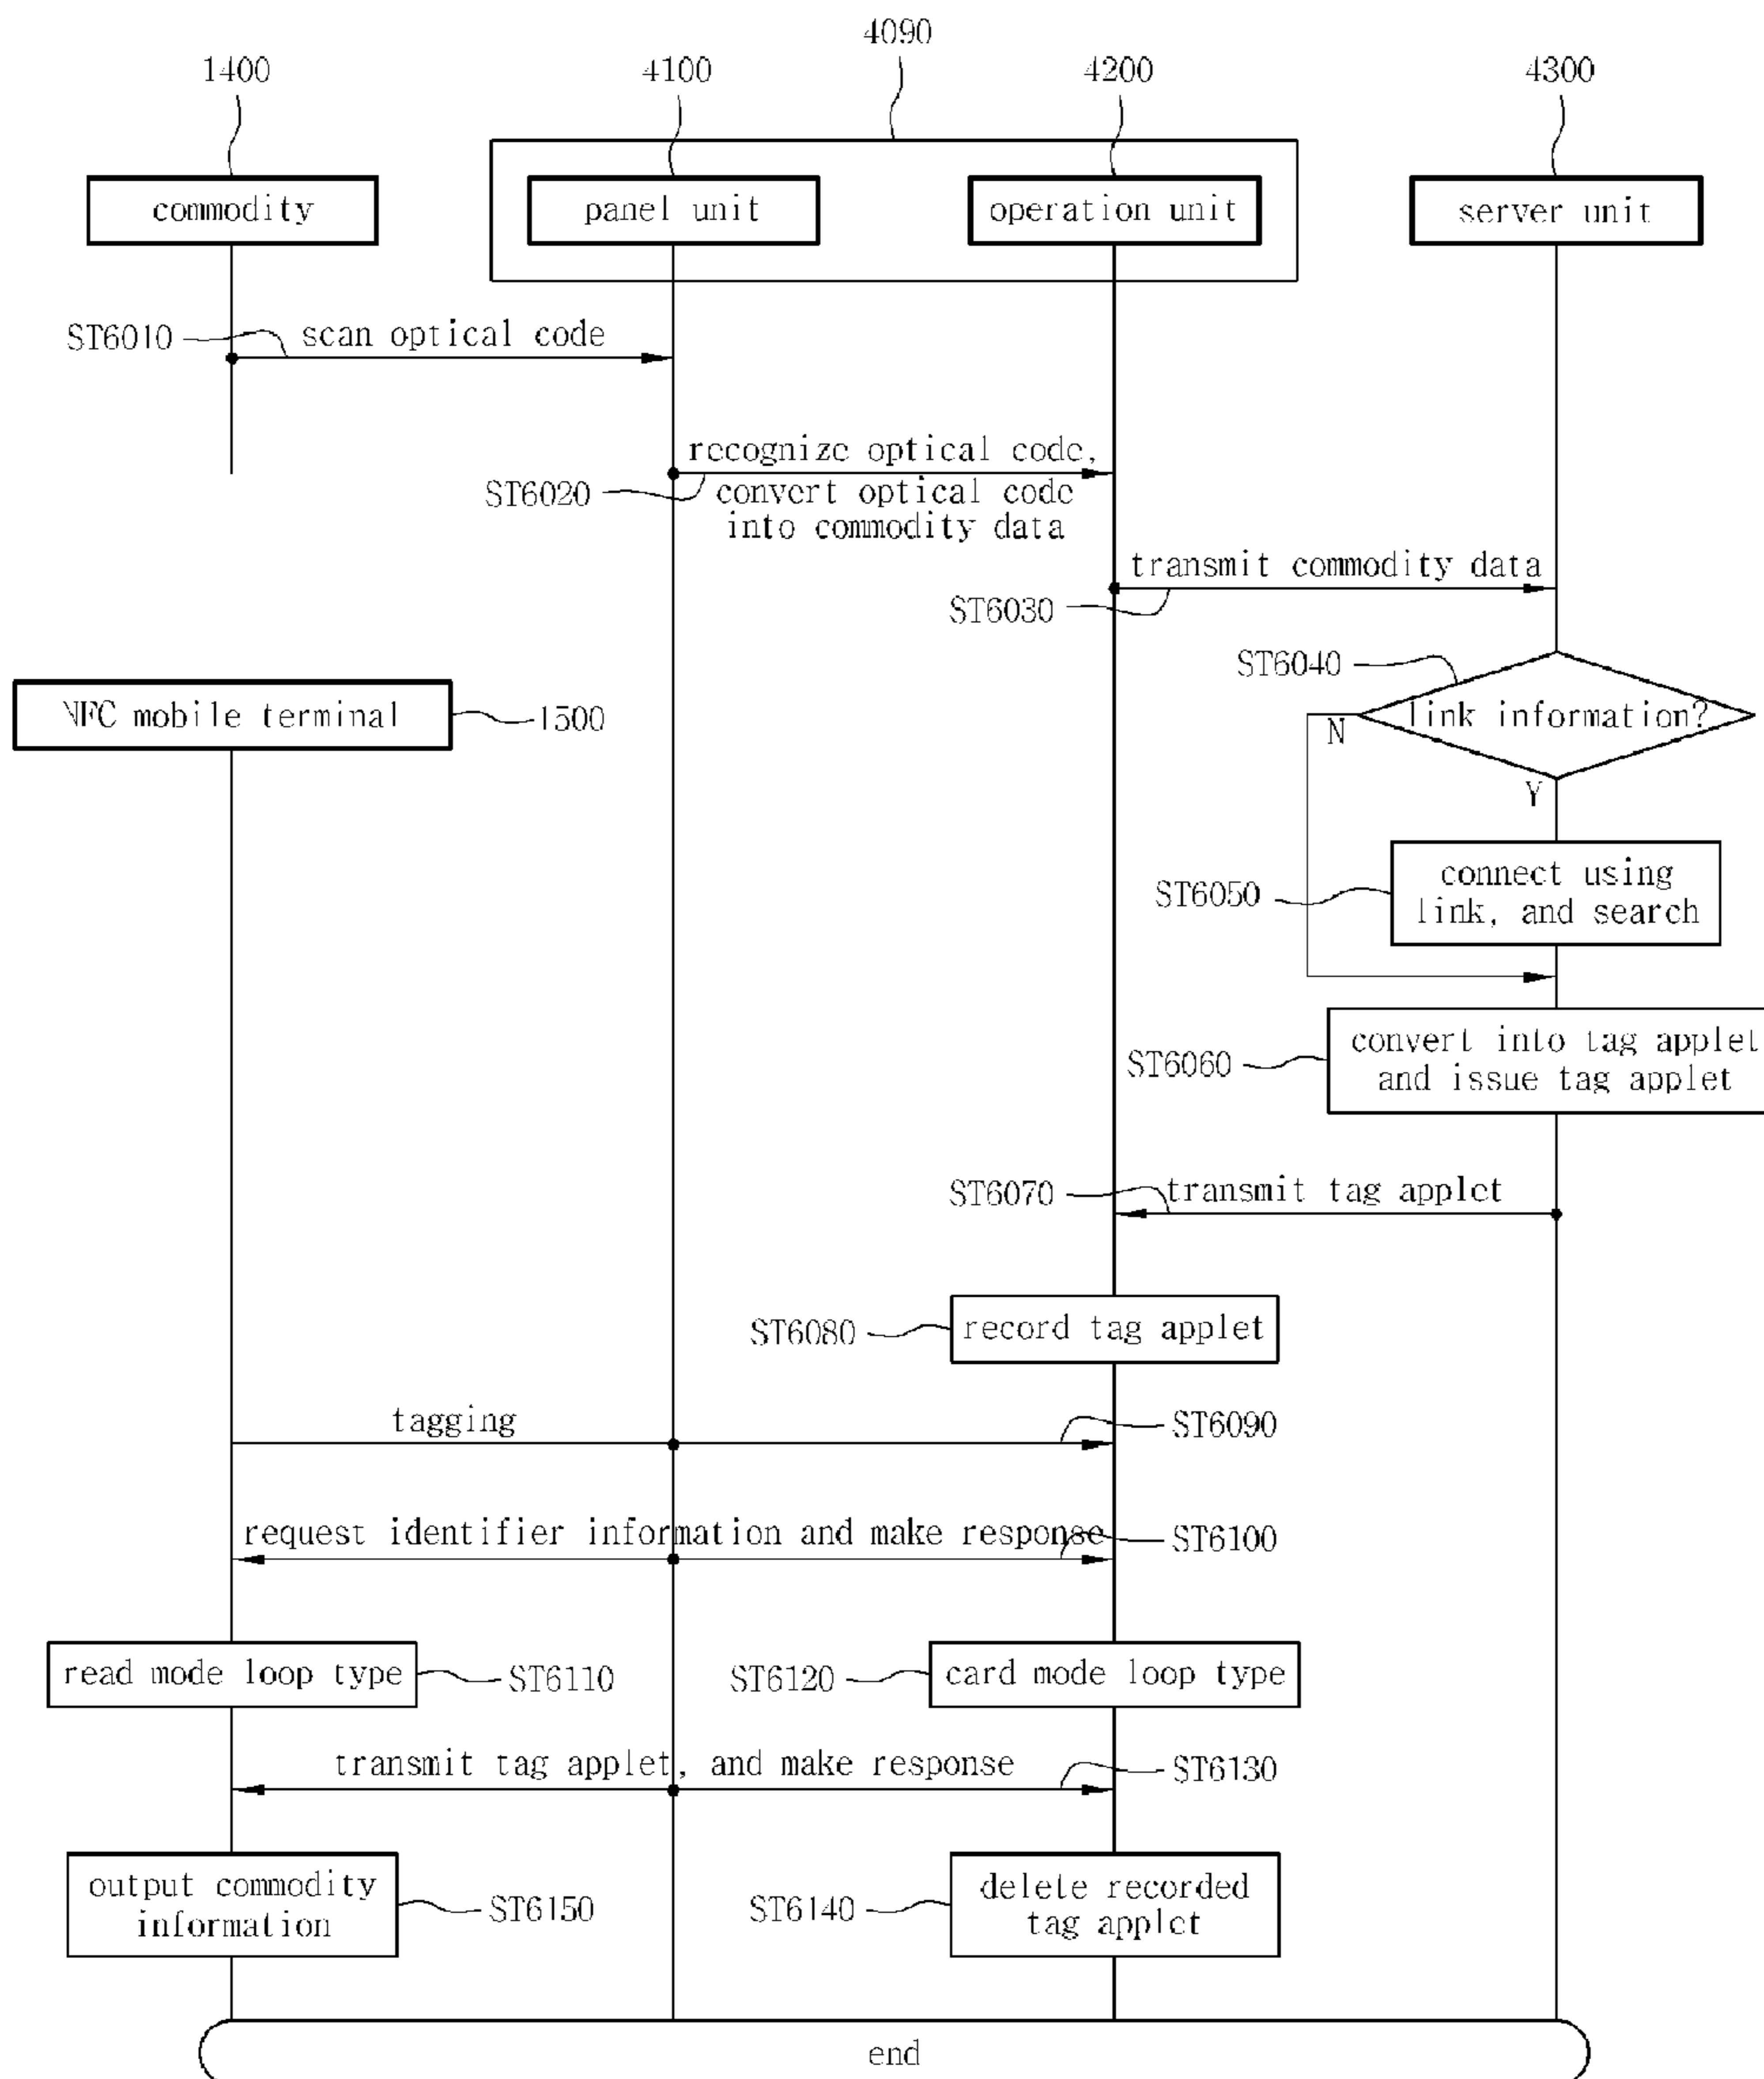 4090
1400
4100
4200
4300
commodity
panel unit
operation unit
server unit
ST6010
scan optical code
recognize optical code,
ST6020
convert optical code
into commodity data
transmit commodity data
ST6030
ST6040
NFC mobile terminal
1500
link information?
N
Y
connect using
ST6050
link, and search
convert into tag applet
ST6060
and issue tag applet
ST6070
transmit tag applet
ST6080
record tag applet
tagging
ST6090
request identifier information and make response
ST6100
read mode loop type
ST6110
ST6120
card mode loop type
transmit tag applet, and make response
ST6130
output commodity
information
ST6150
ST6140
delete recorded
tag applet
end